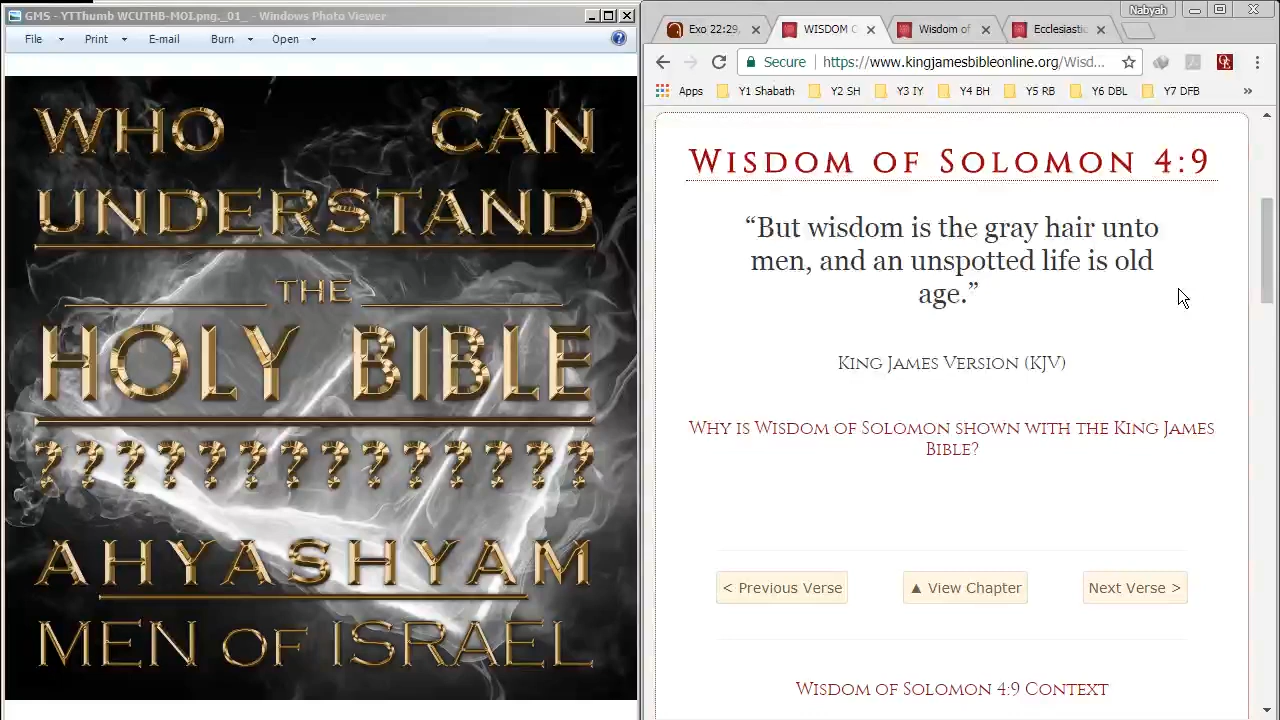 GMS - YTThumb WCUTHB-MOI.png._01_ - Windows Photo Viewer
File Print E-mail Burn Open
WHO CAN
UNDERSTAND
THE
HOLY BIBLE
??????????????
AHYASHYAM
MEN OF ISRAEL
Nabyah
Exo 22:29, WISDOM O Wisdom of Ecclesiastic
Secure https://www.kingjamesbibleonline.org/Wisd...
Apps Y1 Shabath Y2 SH Y3 IY Y4 BH Y5 RB Y6 DBL Y7 DFB »
WISDOM OF SOLOMON 4:9
“But wisdom is the gray hair unto
men, and an unspotted life is old
age.”
KING JAMES VERSION (KJV)
WHY IS WISDOM OF SOLOMON SHOWN WITH THE KING JAMES
BIBLE?
< Previous Verse ▲ View Chapter Next Verse >
WISDOM OF SOLOMON 4:9 CONTEXT